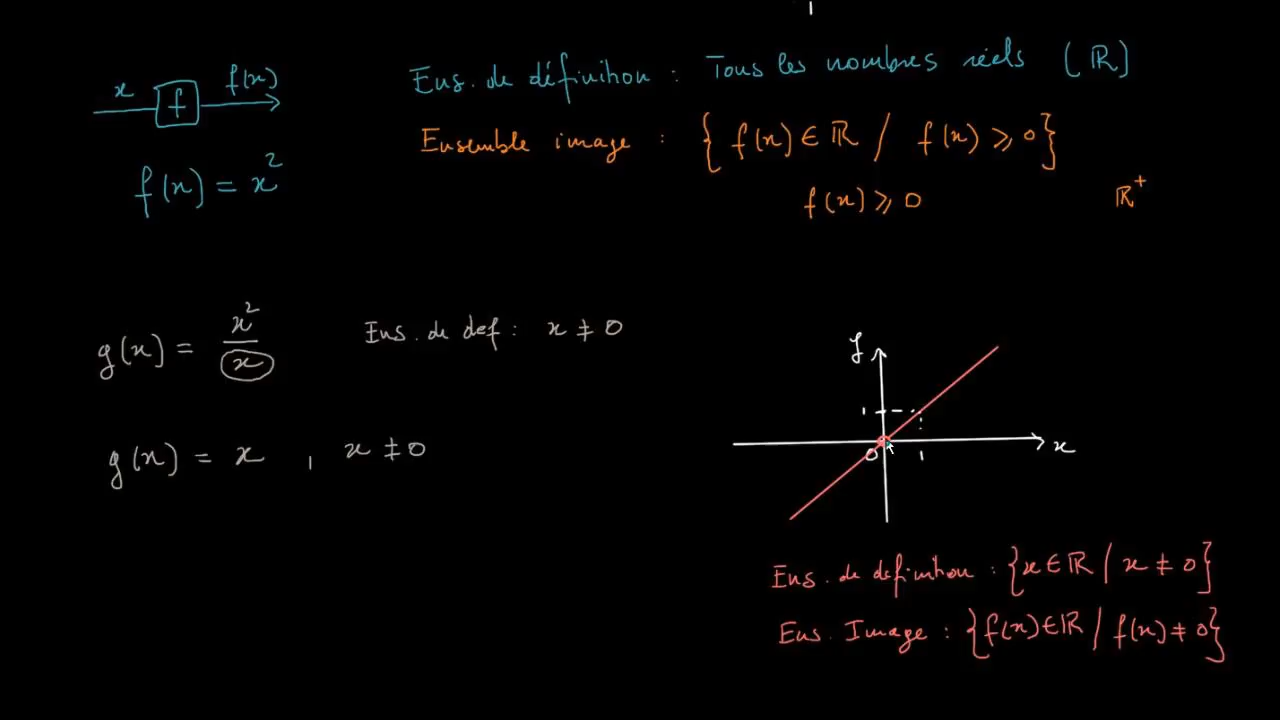 x f f(x)
f(x) = x²
Ens. de définition : Tous les nombres réels (ℝ)
Ensemble image : { f(x) ∈ ℝ / f(x) ⩾ 0 }
f(x) ⩾ 0 ℝ⁺
g(x) = x²/x Ens. de def : x ≠ 0
g(x) = x , x ≠ 0
y
1
0 1 x
Ens. de définition : {x ∈ ℝ / x ≠ 0}
Ens. Image : {f(x) ∈ ℝ / f(x) ≠ 0}